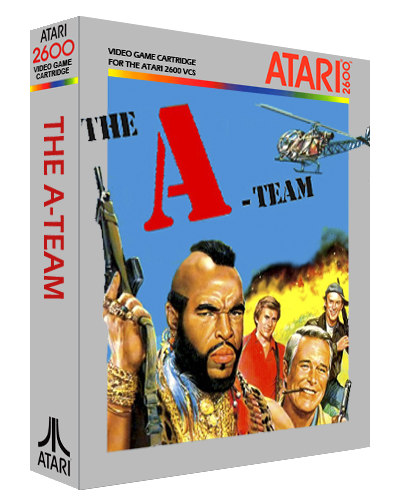 ATARI
2600
VIDEO GAME
CARTRIDGE
THE A-TEAM
ATARI
VIDEO GAME CARTRIDGE
FOR THE ATARI 2600 VCS
ATARI 2600
THE
A
-TEAM